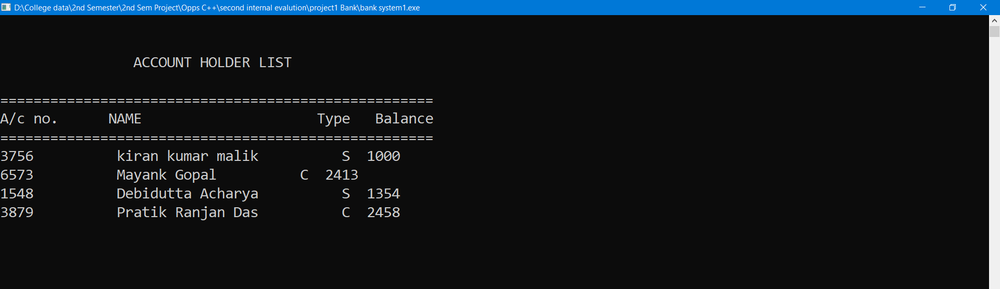 D:\College data\2nd Semester\2nd Sem Project\Opps C++\second internal evalution\project1 Bank\bank system1.exe
ACCOUNT HOLDER LIST
====================================================
A/c no.      NAME                     Type   Balance
====================================================
3756          kiran kumar malik          S  1000
6573          Mayank Gopal          C  2413
1548          Debidutta Acharya          S  1354
3879          Pratik Ranjan Das          C  2458